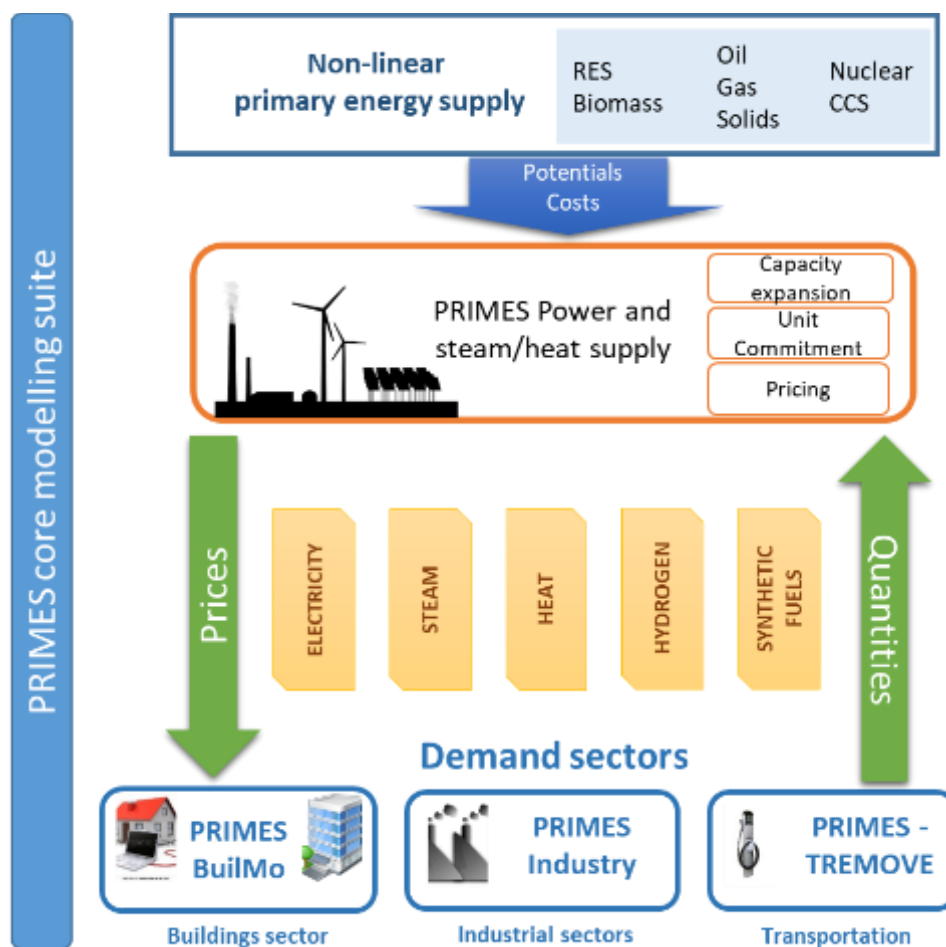 PRIMES core modelling suite
Non-linear
primary energy supply
RES
Biomass
Oil
Gas
Solids
Nuclear
CCS
Potentials
Costs
PRIMES Power and
steam/heat supply
Capacity
expansion
Unit
Commitment
Pricing
Prices
ELECTRICITY
STEAM
HEAT
HYDROGEN
SYNTHETIC
FUELS
Quantities
Demand sectors
PRIMES
BuilMo
PRIMES
Industry
PRIMES -
TREMOVE
Buildings sector
Industrial sectors
Transportation